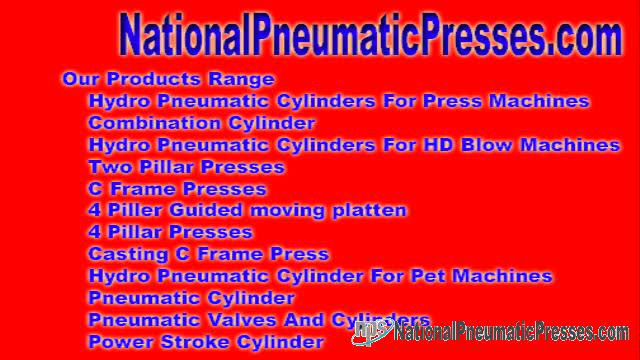 NationalPneumaticPresses.com
Our Products Range
Hydro Pneumatic Cylinders For Press Machines
Combination Cylinder
Hydro Pneumatic Cylinders For HD Blow Machines
Two Pillar Presses
C Frame Presses
4 Piller Guided moving platten
4 Pillar Presses
Casting C Frame Press
Hydro Pneumatic Cylinder For Pet Machines
Pneumatic Cylinder
Pneumatic Valves And Cylinders
NationalPneumaticPresses.com
Power Stroke Cylinder